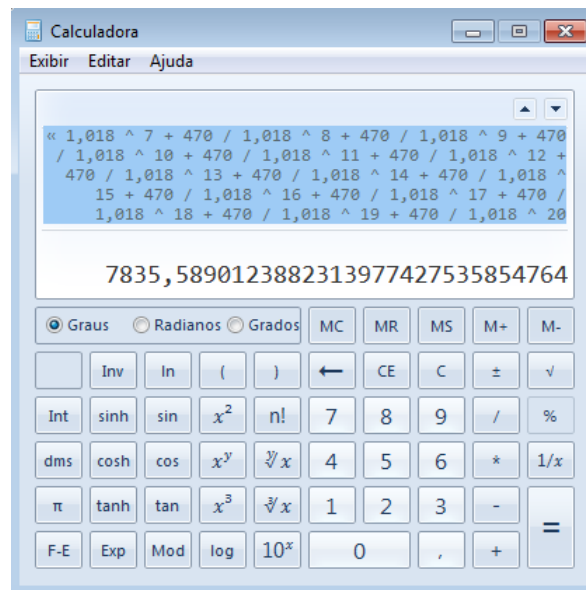 Calculadora
Exibir Editar Ajuda
« 1,018 ^ 7 + 470 / 1,018 ^ 8 + 470 / 1,018 ^ 9 + 470
/ 1,018 ^ 10 + 470 / 1,018 ^ 11 + 470 / 1,018 ^ 12 +
470 / 1,018 ^ 13 + 470 / 1,018 ^ 14 + 470 / 1,018 ^
15 + 470 / 1,018 ^ 16 + 470 / 1,018 ^ 17 + 470 /
1,018 ^ 18 + 470 / 1,018 ^ 19 + 470 / 1,018 ^ 20
7835,5890123882313977427535854764
Graus Radianos Grados MC MR MS M+ M-
Inv ln ( ) ← CE C ± √
Int sinh sin x² n! 7 8 9 / %
dms cosh cos xʸ ʸ√x 4 5 6 * 1/x
π tanh tan x³ ³√x 1 2 3 - =
F-E Exp Mod log 10ˣ 0 , +